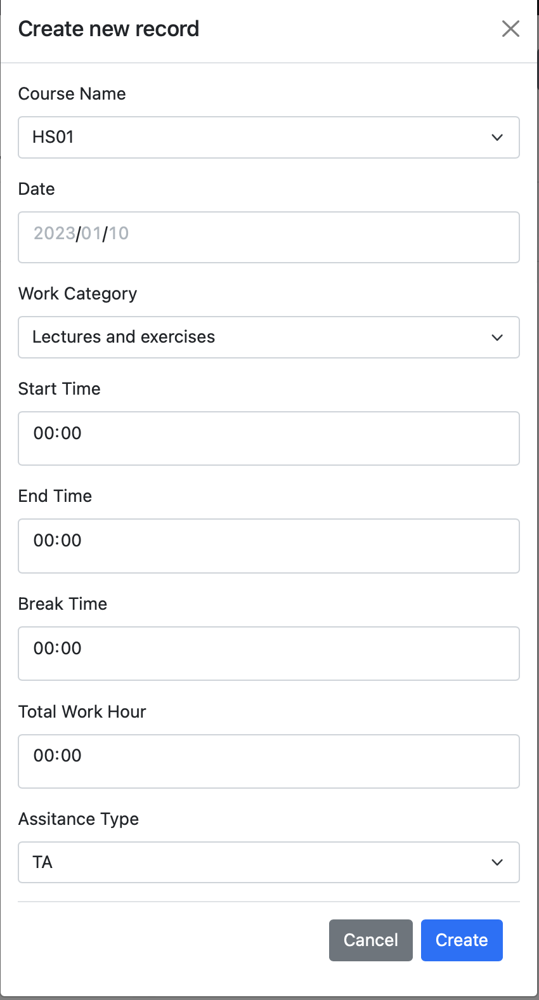 Create new record
Course Name
HS01
Date
2023/01/10
Work Category
Lectures and exercises
Start Time
00:00
End Time
00:00
Break Time
00:00
Total Work Hour
00:00
Assitance Type
TA
Cancel Create